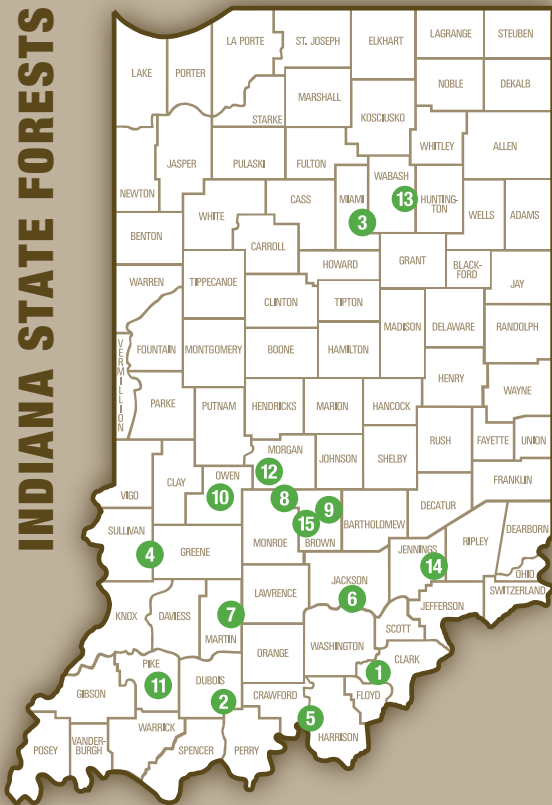 INDIANA STATE FORESTS
LAKE
PORTER
LA PORTE
ST. JOSEPH
ELKHART
LAGRANGE
STEUBEN
NOBLE
DEKALB
MARSHALL
KOSCIUSKO
STARKE
WHITLEY
ALLEN
JASPER
PULASKI
FULTON
NEWTON
CASS
MIAMI
WABASH
13
HUNTING-
TON
WELLS
ADAMS
WHITE
3
BENTON
CARROLL
HOWARD
GRANT
BLACK-
FORD
JAY
WARREN
TIPPECANOE
CLINTON
TIPTON
MADISON
DELAWARE
RANDOLPH
VERMILLION
FOUNTAIN
MONTGOMERY
BOONE
HAMILTON
HENRY
WAYNE
PARKE
PUTNAM
HENDRICKS
MARION
HANCOCK
RUSH
FAYETTE
UNION
MORGAN
12
JOHNSON
SHELBY
FRANKLIN
VIGO
CLAY
OWEN
10
8
9
15
BROWN
BARTHOLOMEW
DECATUR
DEARBORN
SULLIVAN
4
GREENE
MONROE
JENNINGS
14
RIPLEY
OHIO
SWITZERLAND
JACKSON
6
LAWRENCE
JEFFERSON
KNOX
DAVIESS
7
MARTIN
SCOTT
ORANGE
WASHINGTON
CLARK
1
PIKE
11
DUBOIS
2
GIBSON
CRAWFORD
FLOYD
5
HARRISON
POSEY
VANDER-
BURGH
WARRICK
SPENCER
PERRY